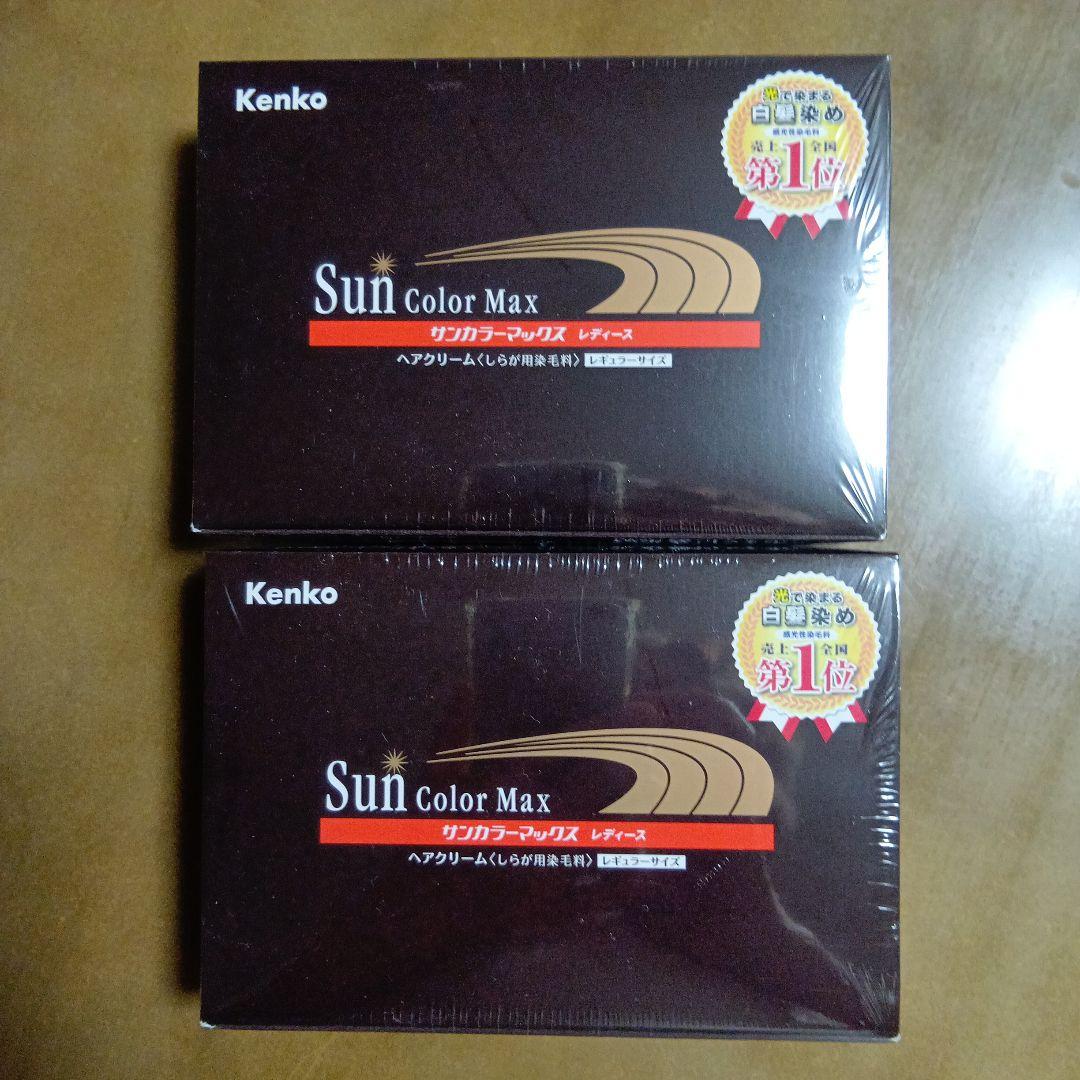 Kenko
光で染まる
白髪染め
感光性染毛料
売上 全国
第1位
Sun Color Max
サンカラーマックス レディース
ヘアクリーム〈しらが用染毛料〉 レギュラーサイズ
Kenko
光で染まる
白髪染め
感光性染毛料
売上 全国
第1位
Sun Color Max
サンカラーマックス レディース
ヘアクリーム〈しらが用染毛料〉 レギュラーサイズ